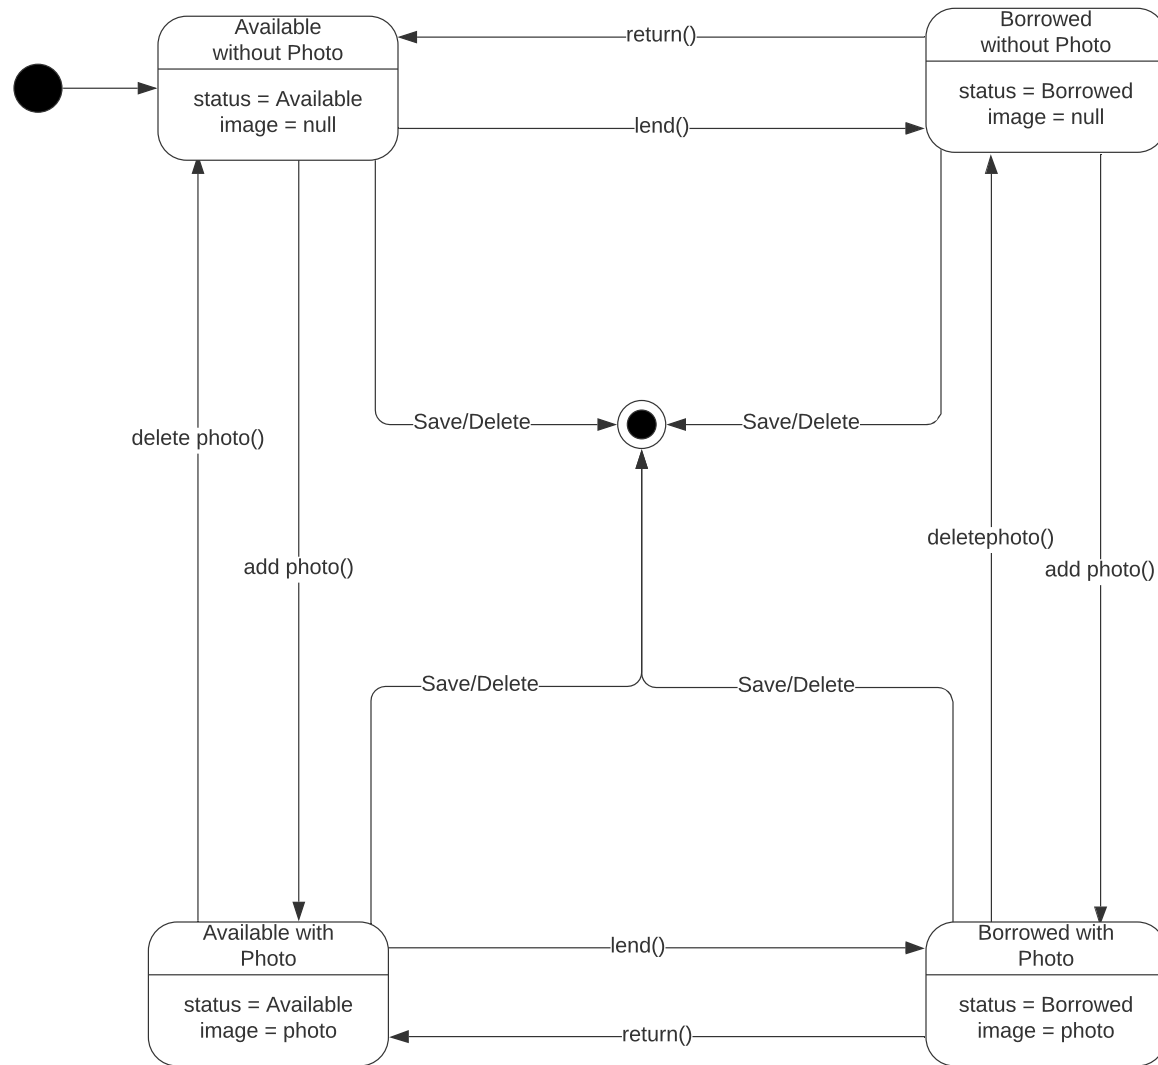 Available
without Photo
status = Available
image = null
return()
lend()
Borrowed
without Photo
status = Borrowed
image = null
Save/Delete
Save/Delete
delete photo()
add photo()
deletephoto()
add photo()
Save/Delete
Save/Delete
Available with
Photo
status = Available
image = photo
lend()
return()
Borrowed with
Photo
status = Borrowed
image = photo